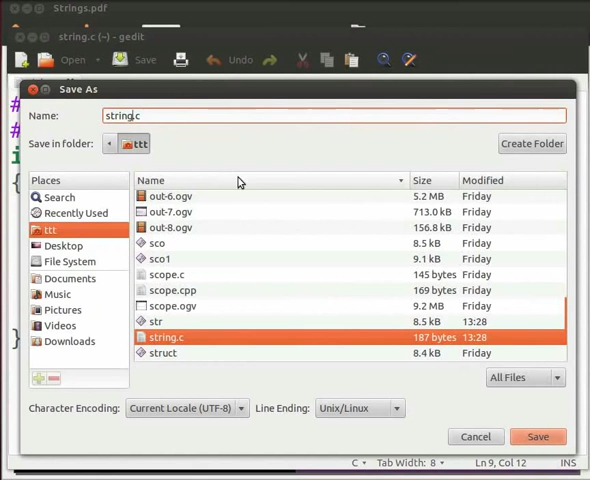 Strings.pdf
string.c (~) - gedit
Open Save Undo
Save As
Name: string.c
Save in folder: ttt Create Folder
Places Name Size Modified
Search out-6.ogv 5.2 MB Friday
Recently Used out-7.ogv 713.0 kB Friday
ttt out-8.ogv 156.8 kB Friday
Desktop sco 8.5 kB Friday
File System sco1 9.1 kB Friday
Documents scope.c 145 bytes Friday
Music scope.cpp 169 bytes Friday
Pictures scope.ogv 9.2 MB Friday
Videos str 8.5 kB 13:28
Downloads string.c 187 bytes 13:28
struct 8.4 kB Friday
All Files
Character Encoding: Current Locale (UTF-8) Line Ending: Unix/Linux
Cancel Save
C Tab Width: 8 Ln 9, Col 12 INS
#
#
i
{
}